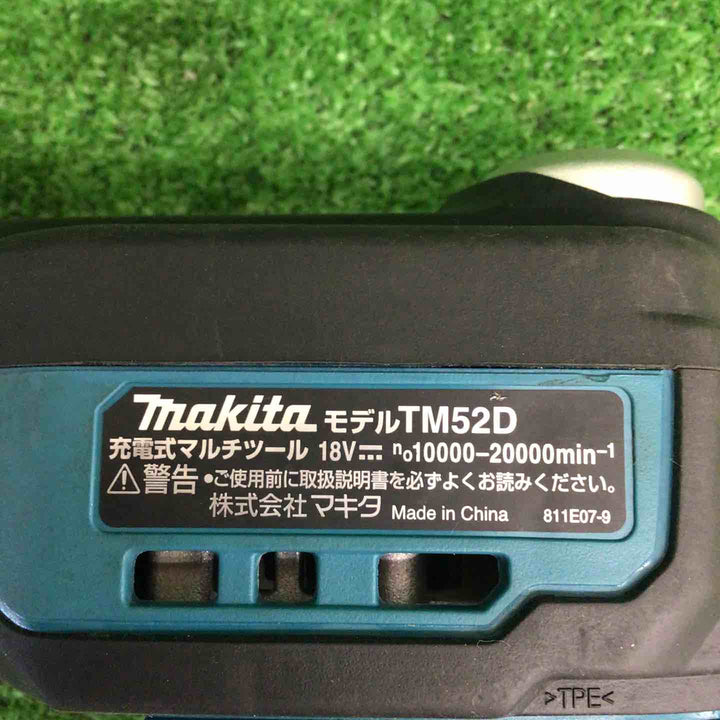 makita モデルTM52D
充電式マルチツール 18V⎓ n₀10000-20000min⁻¹
⚠警告 •ご使用前に取扱説明書を必ずよくお読みください。
株式会社マキタ Made in China 811E07-9
>TPE<